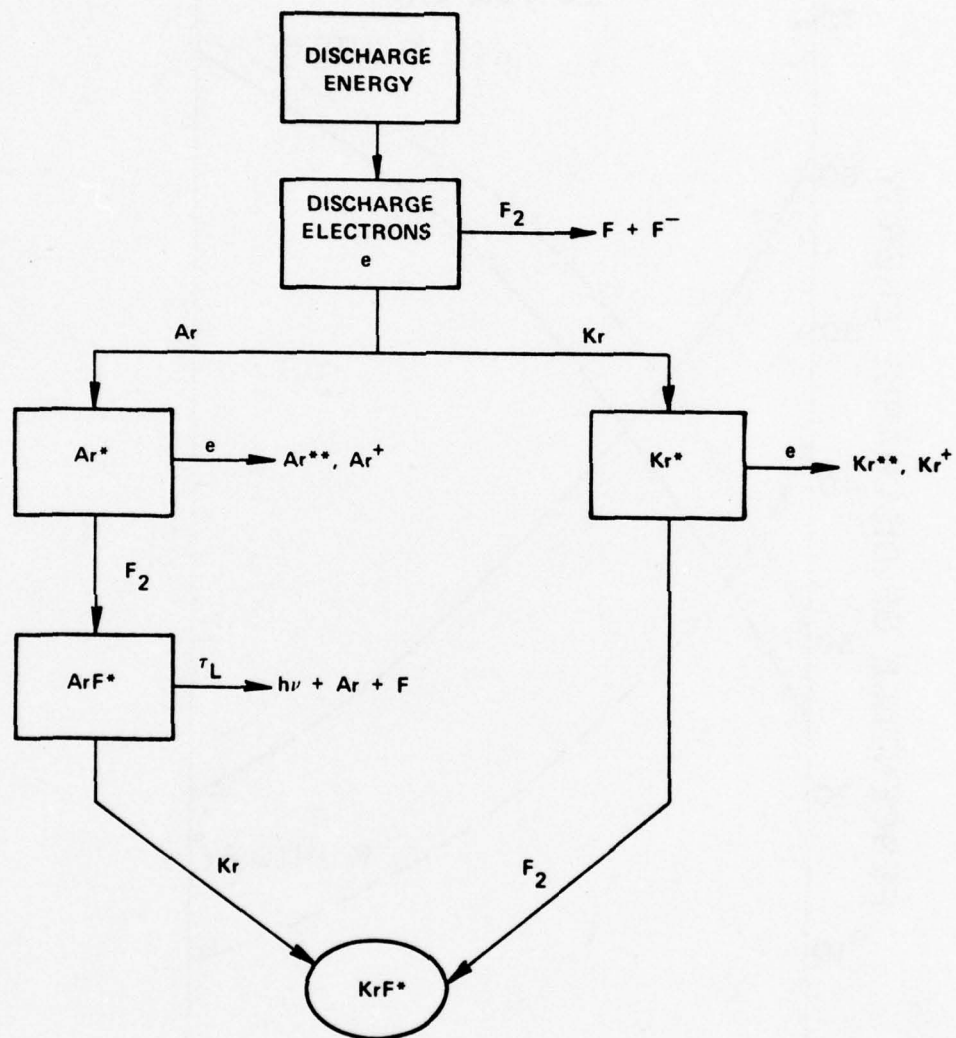 DISCHARGE
ENERGY
DISCHARGE
ELECTRONS
e
F₂
F + F⁻
Ar
Kr
Ar*
e
Ar**, Ar⁺
Kr*
e
Kr**, Kr⁺
F₂
ArF*
τL
hν + Ar + F
Kr
F₂
KrF*